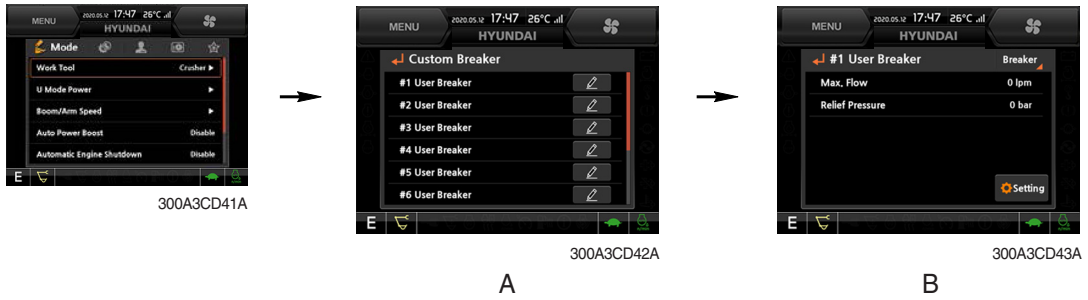 MENU 2020.05.12 17:47 26°C .ıl
HYUNDAI
Mode
Work Tool Crusher ▶
U Mode Power ▶
Boom/Arm Speed ▶
Auto Power Boost Disable
Automatic Engine Shutdown Disable
E
300A3CD41A
MENU 2020.05.12 17:47 26°C .ıl
HYUNDAI
Custom Breaker
#1 User Breaker
#2 User Breaker
#3 User Breaker
#4 User Breaker
#5 User Breaker
#6 User Breaker
E
300A3CD42A
A
MENU 2020.05.12 17:47 26°C .ıl
HYUNDAI
#1 User Breaker Breaker
Max. Flow 0 lpm
Relief Pressure 0 bar
Setting
E
300A3CD43A
B